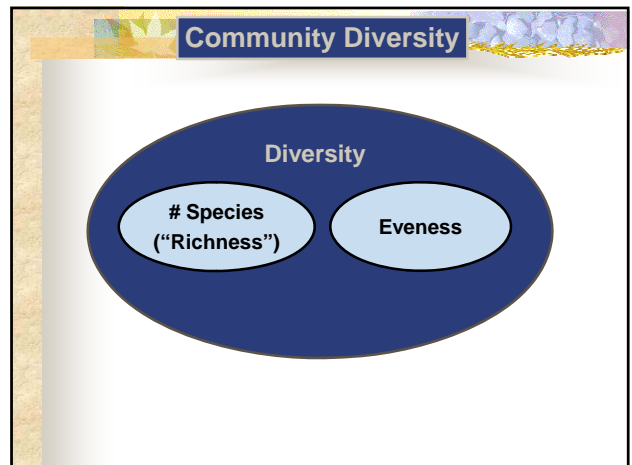 Community Diversity
Diversity
# Species
(“Richness”)
Eveness